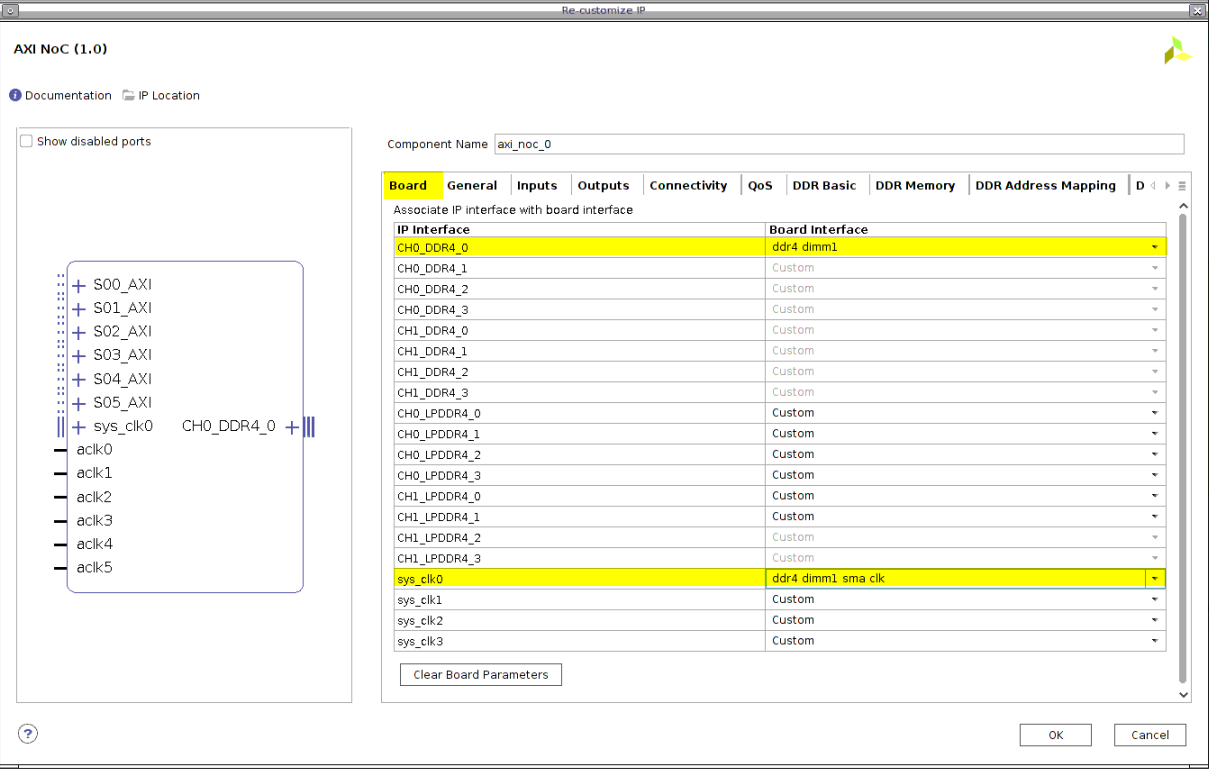 Re-customize IP
AXI NoC (1.0)
Documentation IP Location
Show disabled ports
S00_AXI
S01_AXI
S02_AXI
S03_AXI
S04_AXI
S05_AXI
sys_clk0 CH0_DDR4_0
aclk0
aclk1
aclk2
aclk3
aclk4
aclk5
Component Name axi_noc_0
Board General Inputs Outputs Connectivity QoS DDR Basic DDR Memory DDR Address Mapping D
Associate IP interface with board interface
IP Interface Board Interface
CH0_DDR4_0 ddr4 dimm1
CH0_DDR4_1 Custom
CH0_DDR4_2 Custom
CH0_DDR4_3 Custom
CH1_DDR4_0 Custom
CH1_DDR4_1 Custom
CH1_DDR4_2 Custom
CH1_DDR4_3 Custom
CH0_LPDDR4_0 Custom
CH0_LPDDR4_1 Custom
CH0_LPDDR4_2 Custom
CH0_LPDDR4_3 Custom
CH1_LPDDR4_0 Custom
CH1_LPDDR4_1 Custom
CH1_LPDDR4_2 Custom
CH1_LPDDR4_3 Custom
sys_clk0 ddr4 dimm1 sma clk
sys_clk1 Custom
sys_clk2 Custom
sys_clk3 Custom
Clear Board Parameters
?
OK Cancel